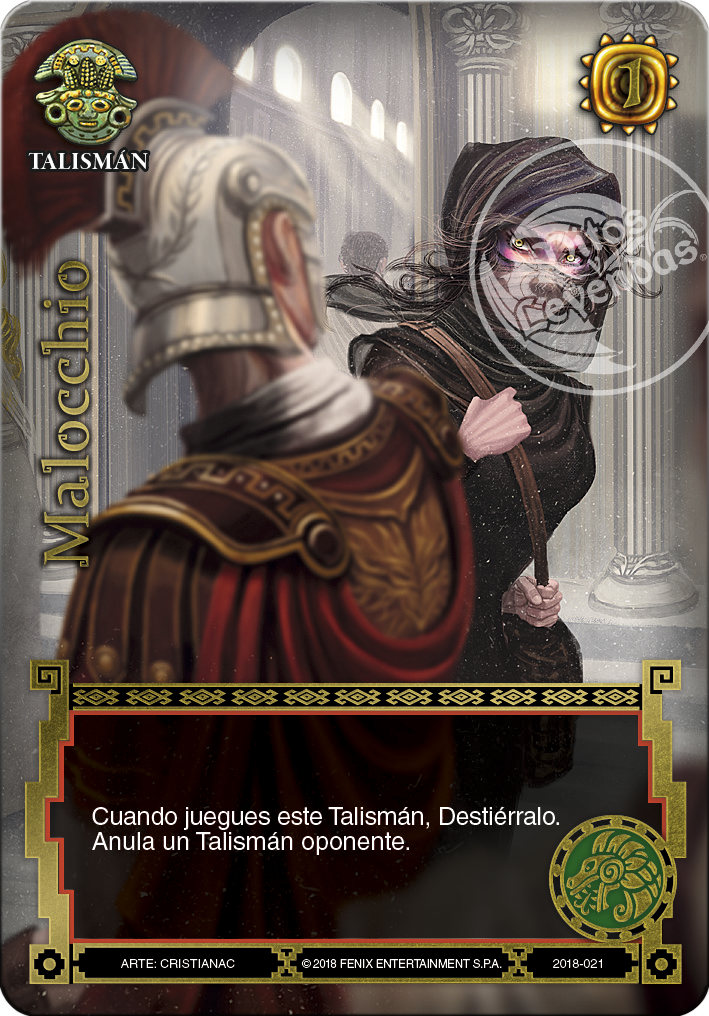 TALISMÁN
1
Mitos
Leyendas
Malocchio
Cuando juegues este Talismán, Destiérralo.
Anula un Talismán oponente.
ARTE: CRISTIANAC
© 2018 FENIX ENTERTAINMENT S.P.A.
2018-021